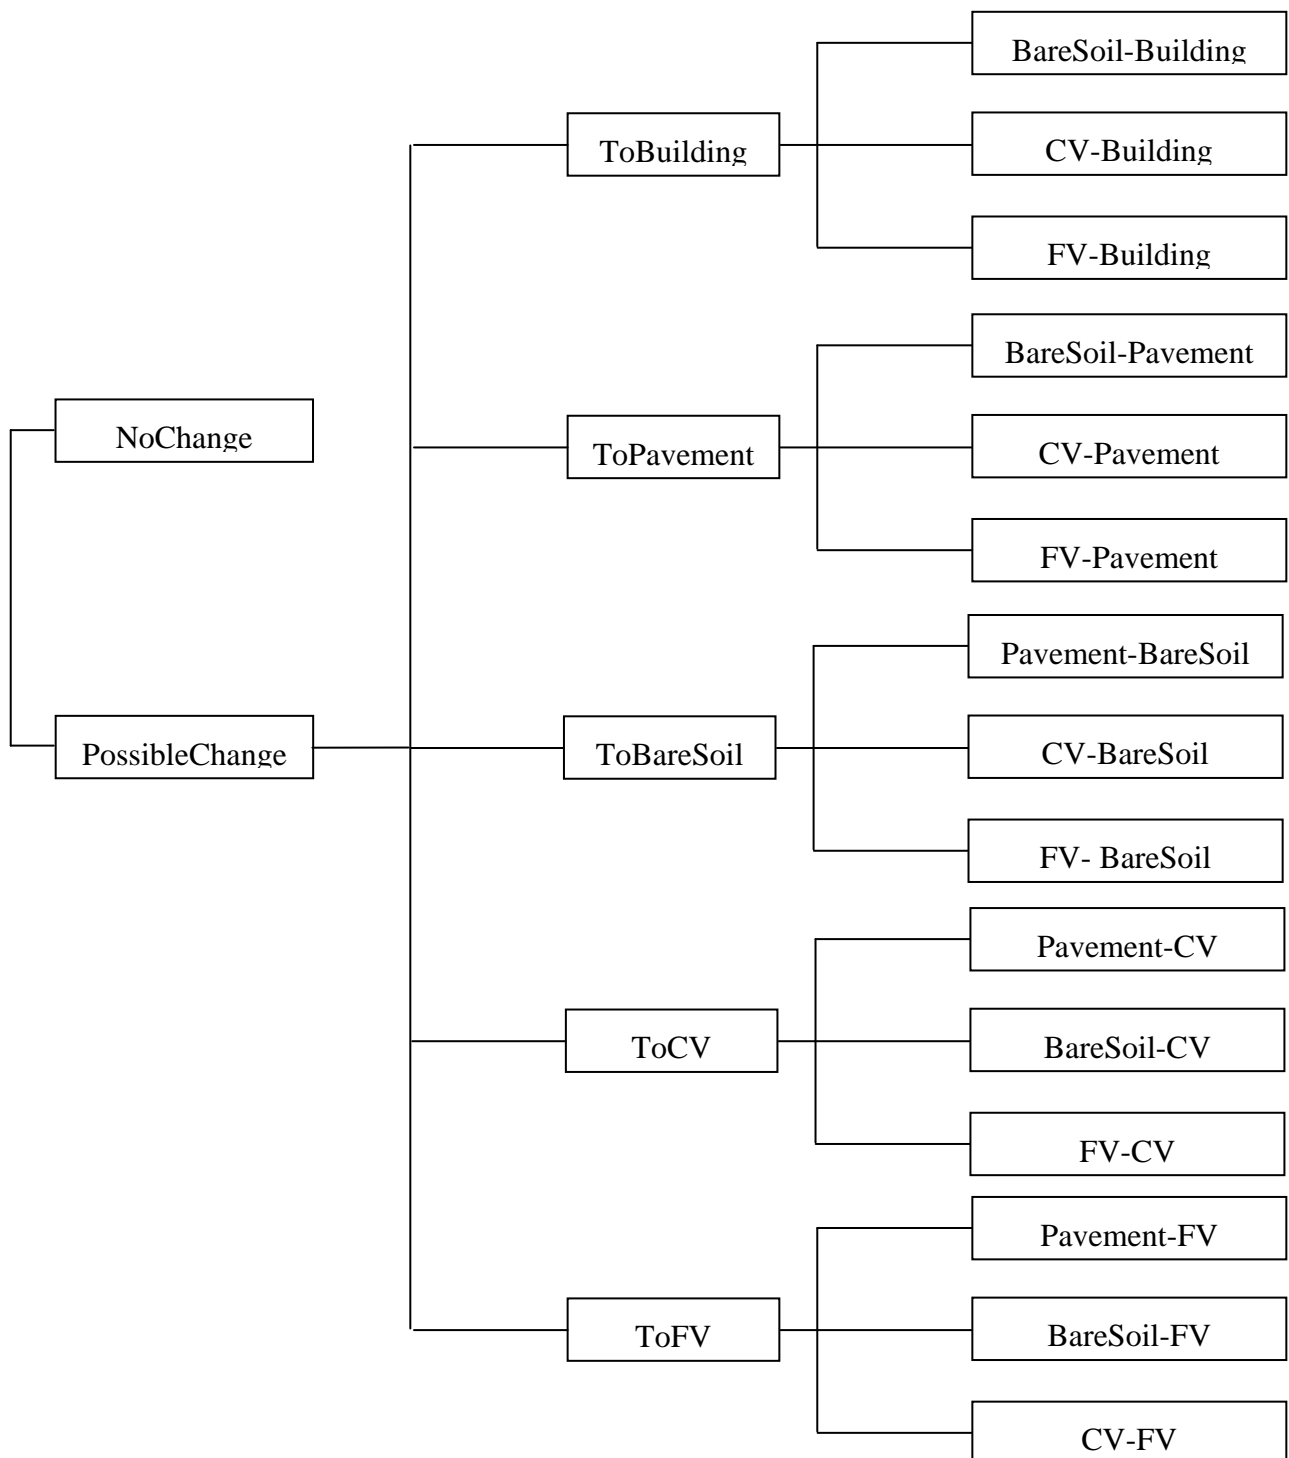 BareSoil-Building
ToBuilding
CV-Building
FV-Building
BareSoil-Pavement
NoChange
ToPavement
CV-Pavement
FV-Pavement
Pavement-BareSoil
PossibleChange
ToBareSoil
CV-BareSoil
FV- BareSoil
Pavement-CV
ToCV
BareSoil-CV
FV-CV
Pavement-FV
ToFV
BareSoil-FV
CV-FV